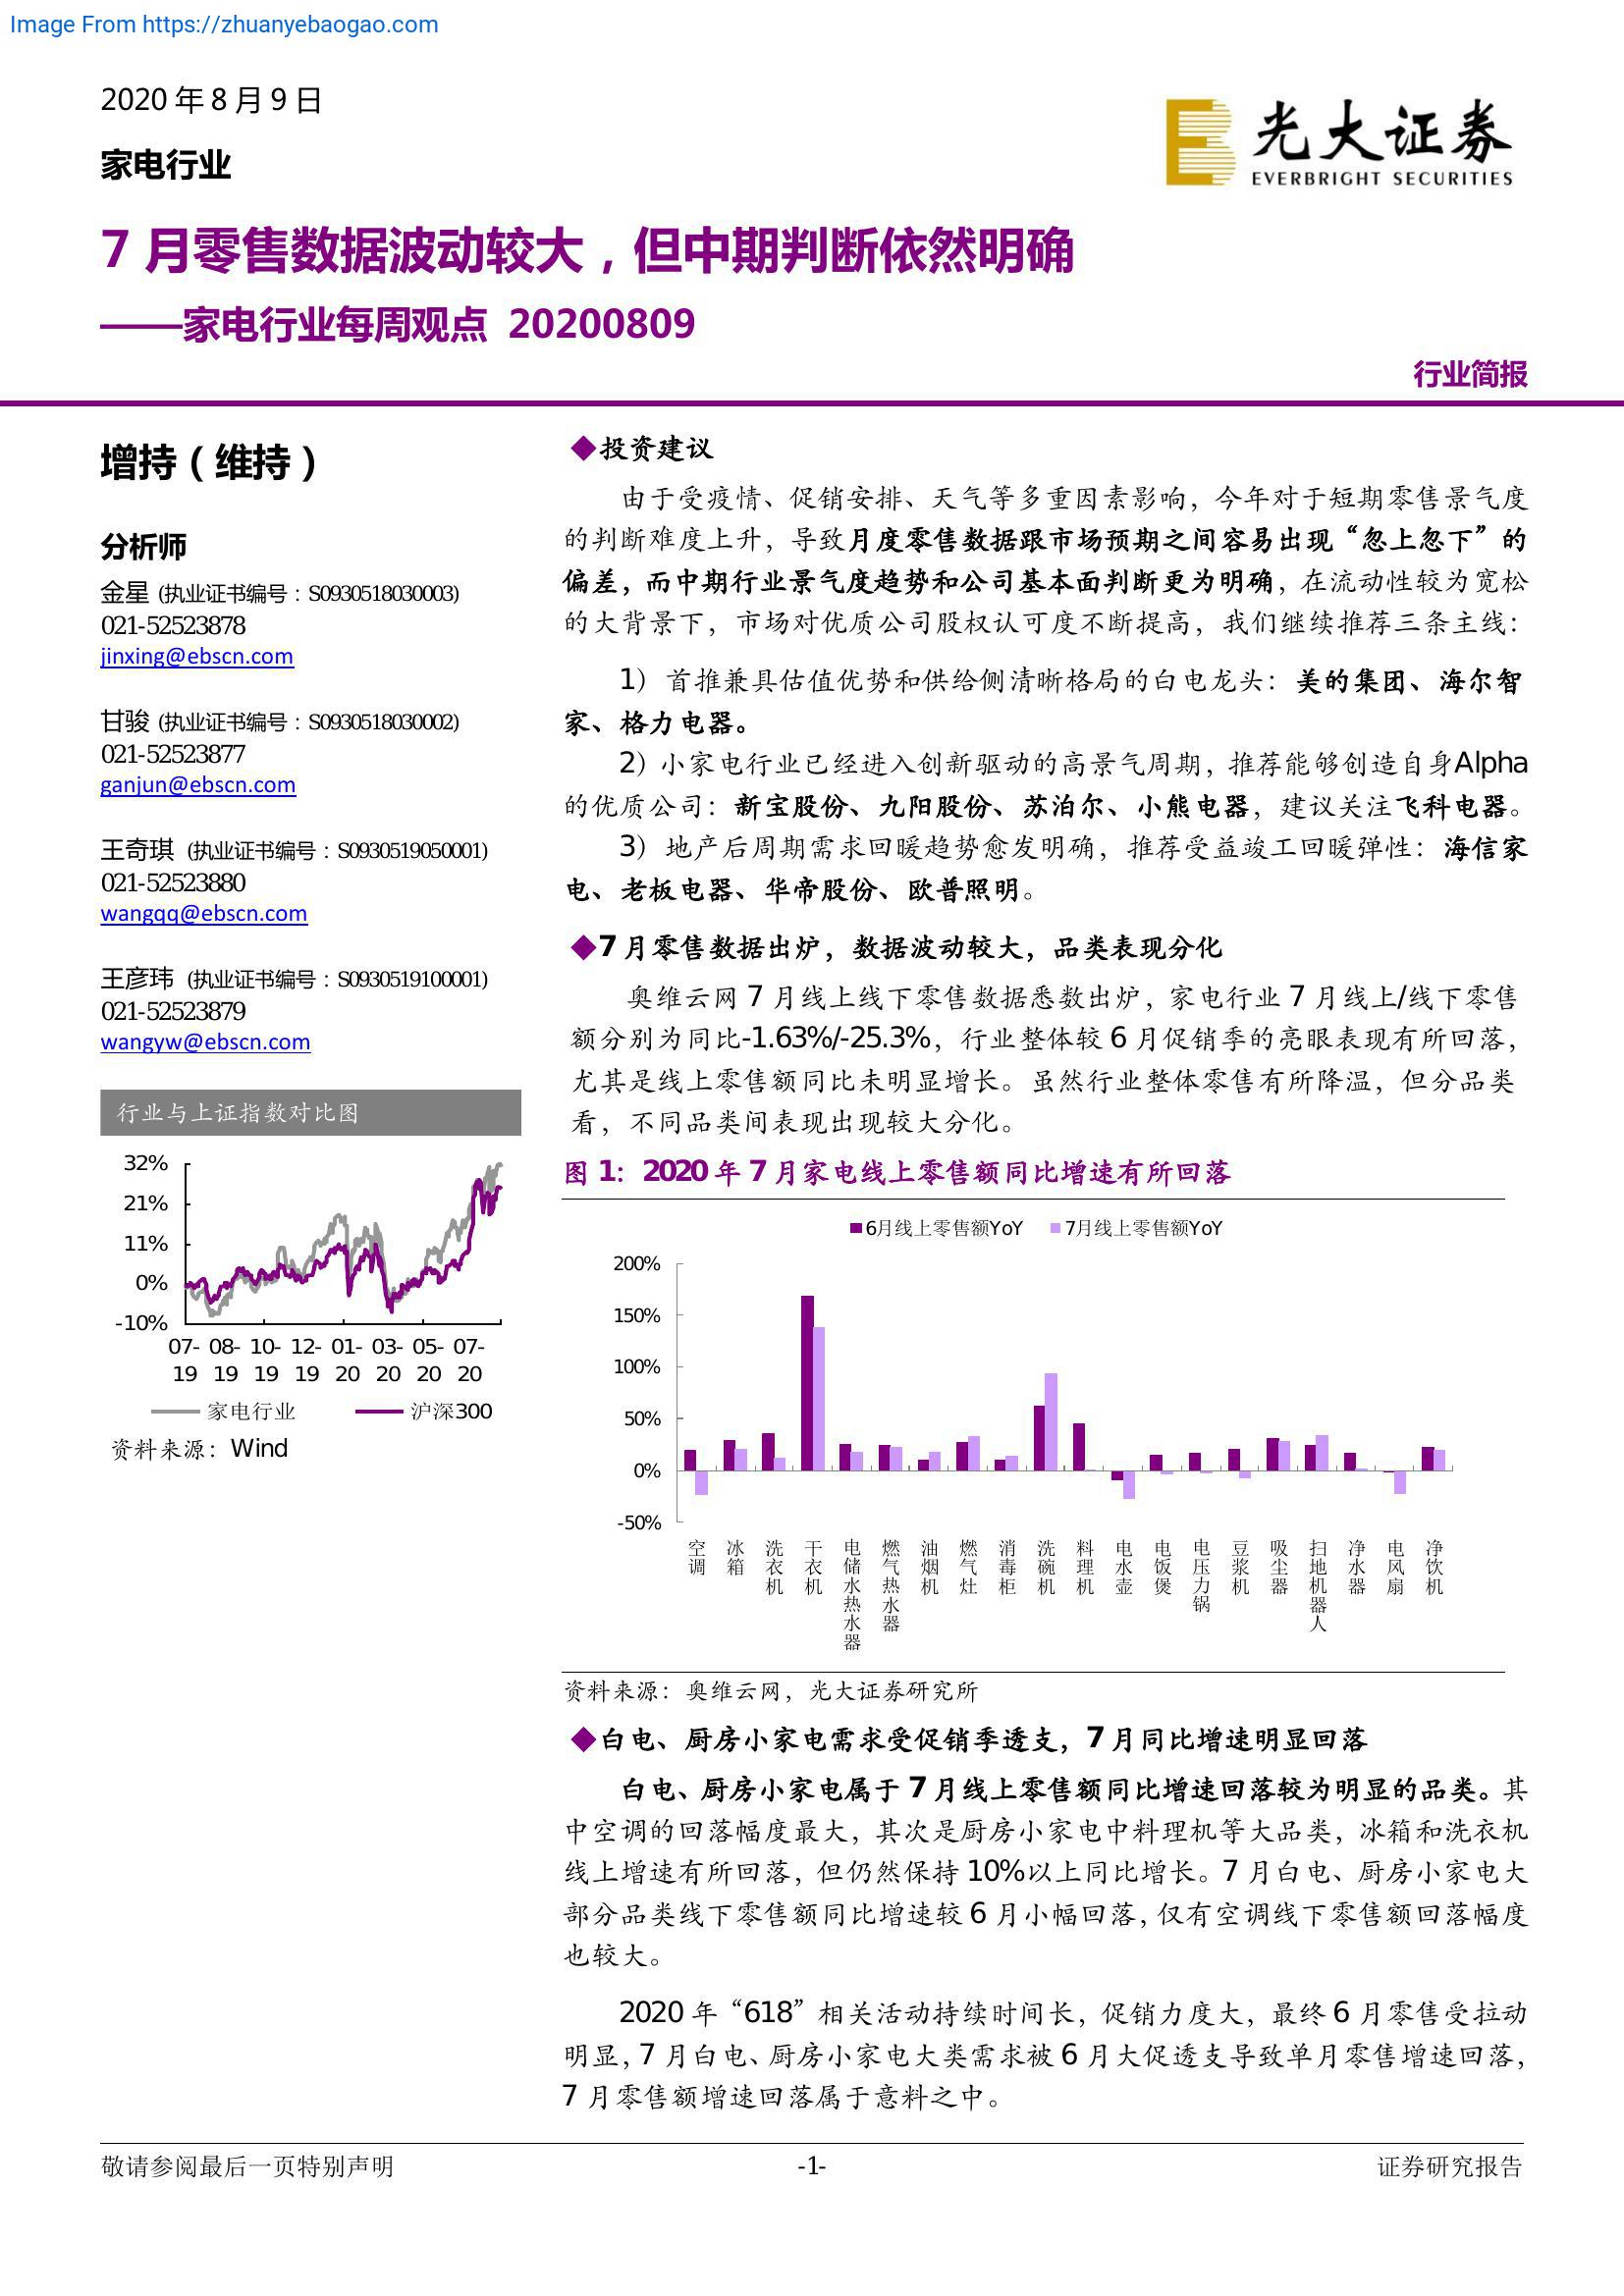 Image From https://zhuanyebaogao.com
2020 年 8 月 9 日
家电行业
光大证券
EVERBRIGHT SECURITIES
7 月零售数据波动较大，但中期判断依然明确
——家电行业每周观点 20200809
行业简报
增持（维持）
分析师
金星 (执业证书编号：S0930518030003)
021-52523878
jinxing@ebscn.com
甘骏 (执业证书编号：S0930518030002)
021-52523877
ganjun@ebscn.com
王奇琪 (执业证书编号：S0930519050001)
021-52523880
wangqq@ebscn.com
王彦玮 (执业证书编号：S0930519100001)
021-52523879
wangyw@ebscn.com
行业与上证指数对比图
32%
21%
11%
0%
-10%
07-19 08-19 10-19 12-19 01-20 03-20 05-20 07-20
家电行业 沪深300
资料来源：Wind
◆投资建议
由于受疫情、促销安排、天气等多重因素影响，今年对于短期零售景气度
的判断难度上升，导致月度零售数据跟市场预期之间容易出现“忽上忽下”的
偏差，而中期行业景气度趋势和公司基本面判断更为明确，在流动性较为宽松
的大背景下，市场对优质公司股权认可度不断提高，我们继续推荐三条主线：
1）首推兼具估值优势和供给侧清晰格局的白电龙头：美的集团、海尔智
家、格力电器。
2）小家电行业已经进入创新驱动的高景气周期，推荐能够创造自身Alpha
的优质公司：新宝股份、九阳股份、苏泊尔、小熊电器，建议关注飞科电器。
3）地产后周期需求回暖趋势愈发明确，推荐受益竣工回暖弹性：海信家
电、老板电器、华帝股份、欧普照明。
◆7 月零售数据出炉，数据波动较大，品类表现分化
奥维云网 7 月线上线下零售数据悉数出炉，家电行业 7 月线上/线下零售
额分别为同比-1.63%/-25.3%，行业整体较 6 月促销季的亮眼表现有所回落，
尤其是线上零售额同比未明显增长。虽然行业整体零售有所降温，但分品类
看，不同品类间表现出现较大分化。
图 1：2020 年 7 月家电线上零售额同比增速有所回落
6月线上零售额YoY 7月线上零售额YoY
200%
150%
100%
50%
0%
-50%
空调 冰箱 洗衣机 干衣机 电储水热水器 燃气热水器 油烟机 燃气灶 消毒柜 洗碗机 料理机 电水壶 电饭煲 电压力锅 豆浆机 吸尘器 扫地机器人 净水器 电风扇 净饮机
资料来源：奥维云网，光大证券研究所
◆白电、厨房小家电需求受促销季透支，7 月同比增速明显回落
白电、厨房小家电属于 7 月线上零售额同比增速回落较为明显的品类。其
中空调的回落幅度最大，其次是厨房小家电中料理机等大品类，冰箱和洗衣机
线上增速有所回落，但仍然保持 10%以上同比增长。7 月白电、厨房小家电大
部分品类线下零售额同比增速较 6 月小幅回落，仅有空调线下零售额回落幅度
也较大。
2020 年“618”相关活动持续时间长，促销力度大，最终 6 月零售受拉动
明显，7 月白电、厨房小家电大类需求被 6 月大促透支导致单月零售增速回落，
7 月零售额增速回落属于意料之中。
敬请参阅最后一页特别声明 -1- 证券研究报告